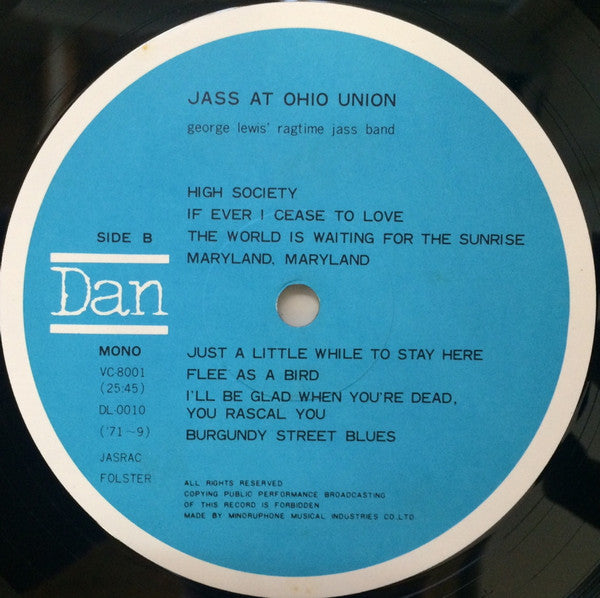 JASS AT OHIO UNION
george lewis' ragtime jass band
HIGH SOCIETY
IF EVER I CEASE TO LOVE
SIDE B
THE WORLD IS WAITING FOR THE SUNRISE
MARYLAND, MARYLAND
Dan
MONO
VC-8001
(25:45)
DL-0010
('71~9)
JASRAC
FOLSTER
JUST A LITTLE WHILE TO STAY HERE
FLEE AS A BIRD
I'LL BE GLAD WHEN YOU'RE DEAD,
YOU RASCAL YOU
BURGUNDY STREET BLUES
ALL RIGHTS RESERVED
COPYING PUBLIC PERFORMANCE BROADCASTING
OF THIS RECORD IS FORBIDDEN
MADE BY MINORUPHONE MUSICAL INDUSTRIES CO.LTD